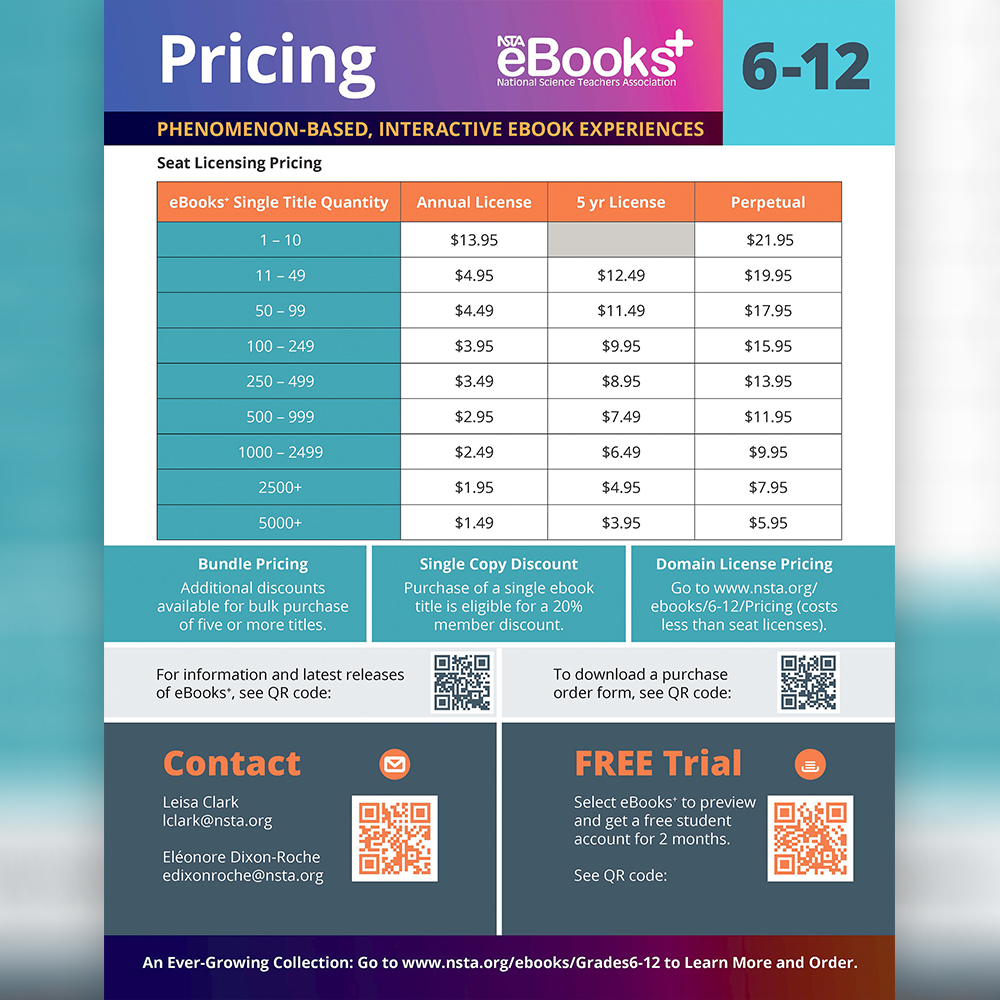 Pricing
NSTA
eBooks+
National Science Teachers Association
6-12
PHENOMENON-BASED, INTERACTIVE EBOOK EXPERIENCES
Seat Licensing Pricing
eBooks+ Single Title Quantity Annual License 5 yr License Perpetual
1 – 10 $13.95 $21.95
11 – 49 $4.95 $12.49 $19.95
50 – 99 $4.49 $11.49 $17.95
100 – 249 $3.95 $9.95 $15.95
250 – 499 $3.49 $8.95 $13.95
500 – 999 $2.95 $7.49 $11.95
1000 – 2499 $2.49 $6.49 $9.95
2500+ $1.95 $4.95 $7.95
5000+ $1.49 $3.95 $5.95
Bundle Pricing
Additional discounts
available for bulk purchase
of five or more titles.
Single Copy Discount
Purchase of a single ebook
title is eligible for a 20%
member discount.
Domain License Pricing
Go to www.nsta.org/
ebooks/6-12/Pricing (costs
less than seat licenses).
For information and latest releases
of eBooks+, see QR code:
To download a purchase
order form, see QR code:
Contact
Leisa Clark
lclark@nsta.org
Eléonore Dixon-Roche
edixonroche@nsta.org
FREE Trial
Select eBooks+ to preview
and get a free student
account for 2 months.
See QR code:
An Ever-Growing Collection: Go to www.nsta.org/ebooks/Grades6-12 to Learn More and Order.